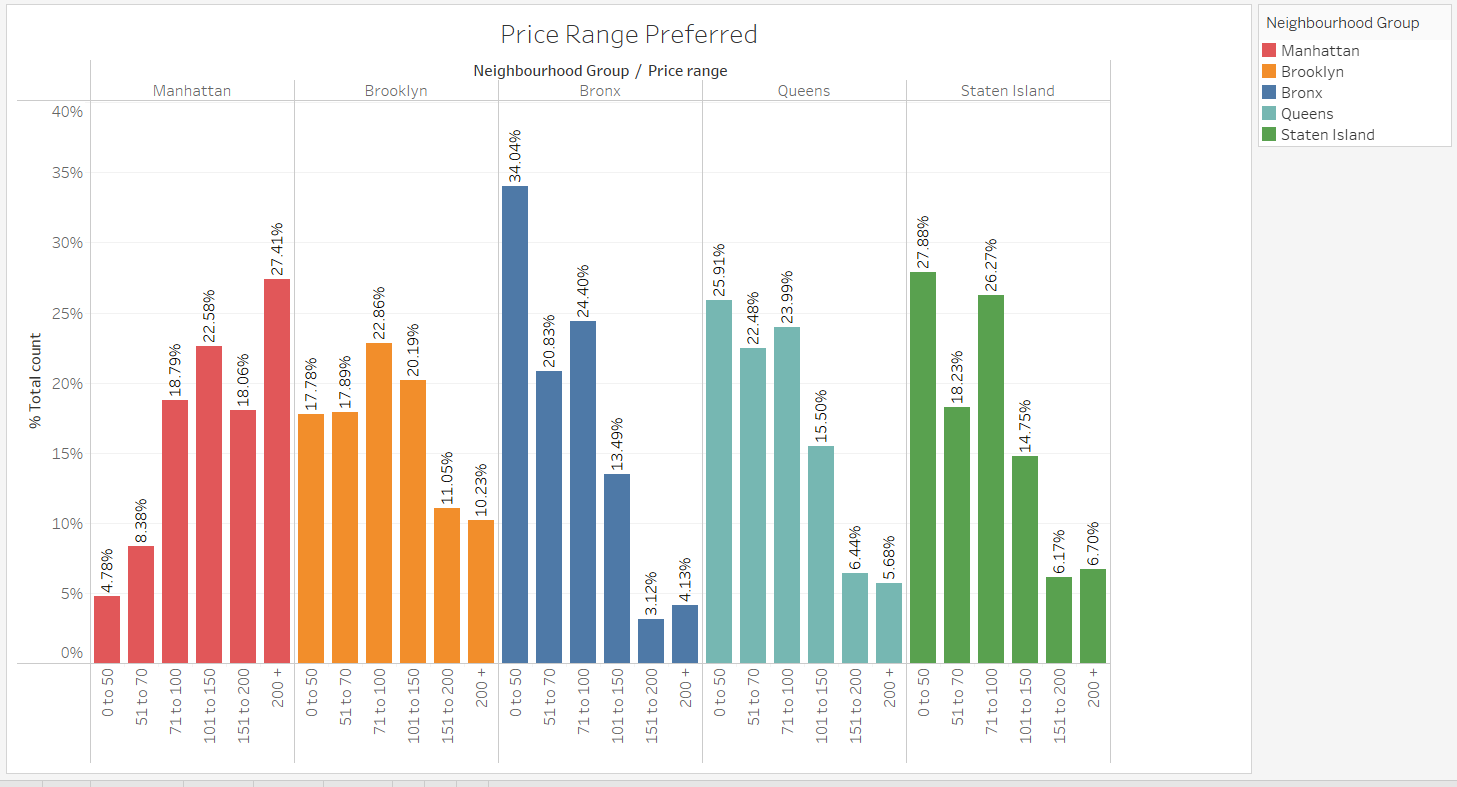 Price Range Preferred
Neighbourhood Group / Price range
Manhattan Brooklyn Bronx Queens Staten Island
% Total count
40%
35%
30%
25%
20%
15%
10%
5%
0%
4.78% 8.38% 18.79% 22.58% 18.06% 27.41%
17.78% 17.89% 22.86% 20.19% 11.05% 10.23%
34.04% 20.83% 24.40% 13.49% 3.12% 4.13%
25.91% 22.48% 23.99% 15.50% 6.44% 5.68%
27.88% 18.23% 26.27% 14.75% 6.17% 6.70%
0 to 50 51 to 70 71 to 100 101 to 150 151 to 200 200 +
0 to 50 51 to 70 71 to 100 101 to 150 151 to 200 200 +
0 to 50 51 to 70 71 to 100 101 to 150 151 to 200 200 +
0 to 50 51 to 70 71 to 100 101 to 150 151 to 200 200 +
0 to 50 51 to 70 71 to 100 101 to 150 151 to 200 200 +
Neighbourhood Group
Manhattan
Brooklyn
Bronx
Queens
Staten Island